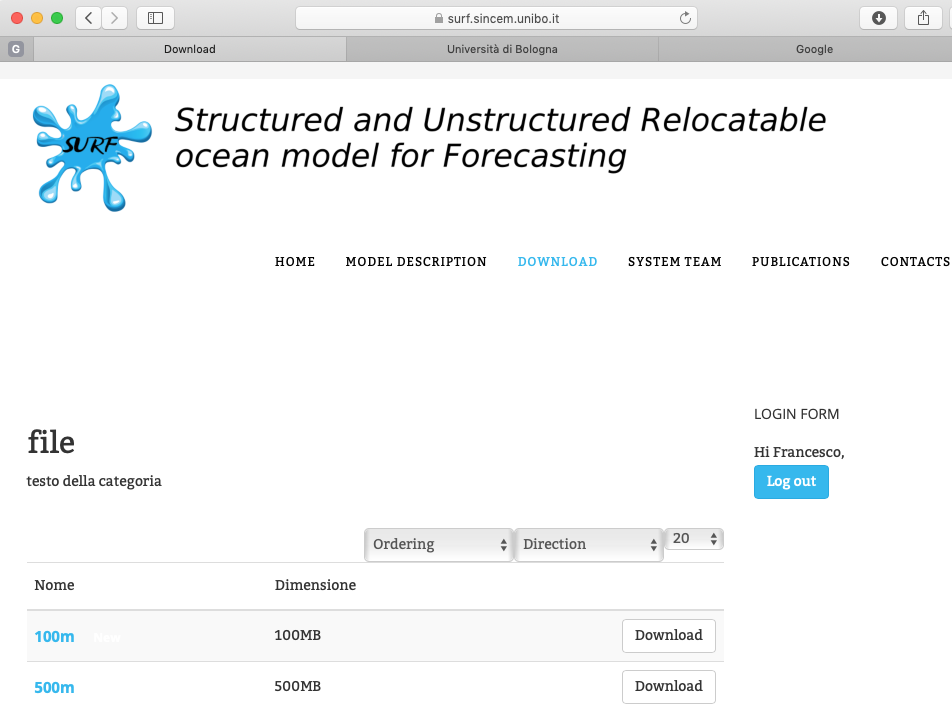 surf.sincem.unibo.it
G
Download
Università di Bologna
Google
SURF
Structured and Unstructured Relocatable
ocean model for Forecasting
HOME MODEL DESCRIPTION DOWNLOAD SYSTEM TEAM PUBLICATIONS CONTACTS
LOGIN FORM
Hi Francesco,
Log out
file
testo della categoria
Ordering Direction 20
Nome Dimensione
100m New 100MB Download
500m 500MB Download